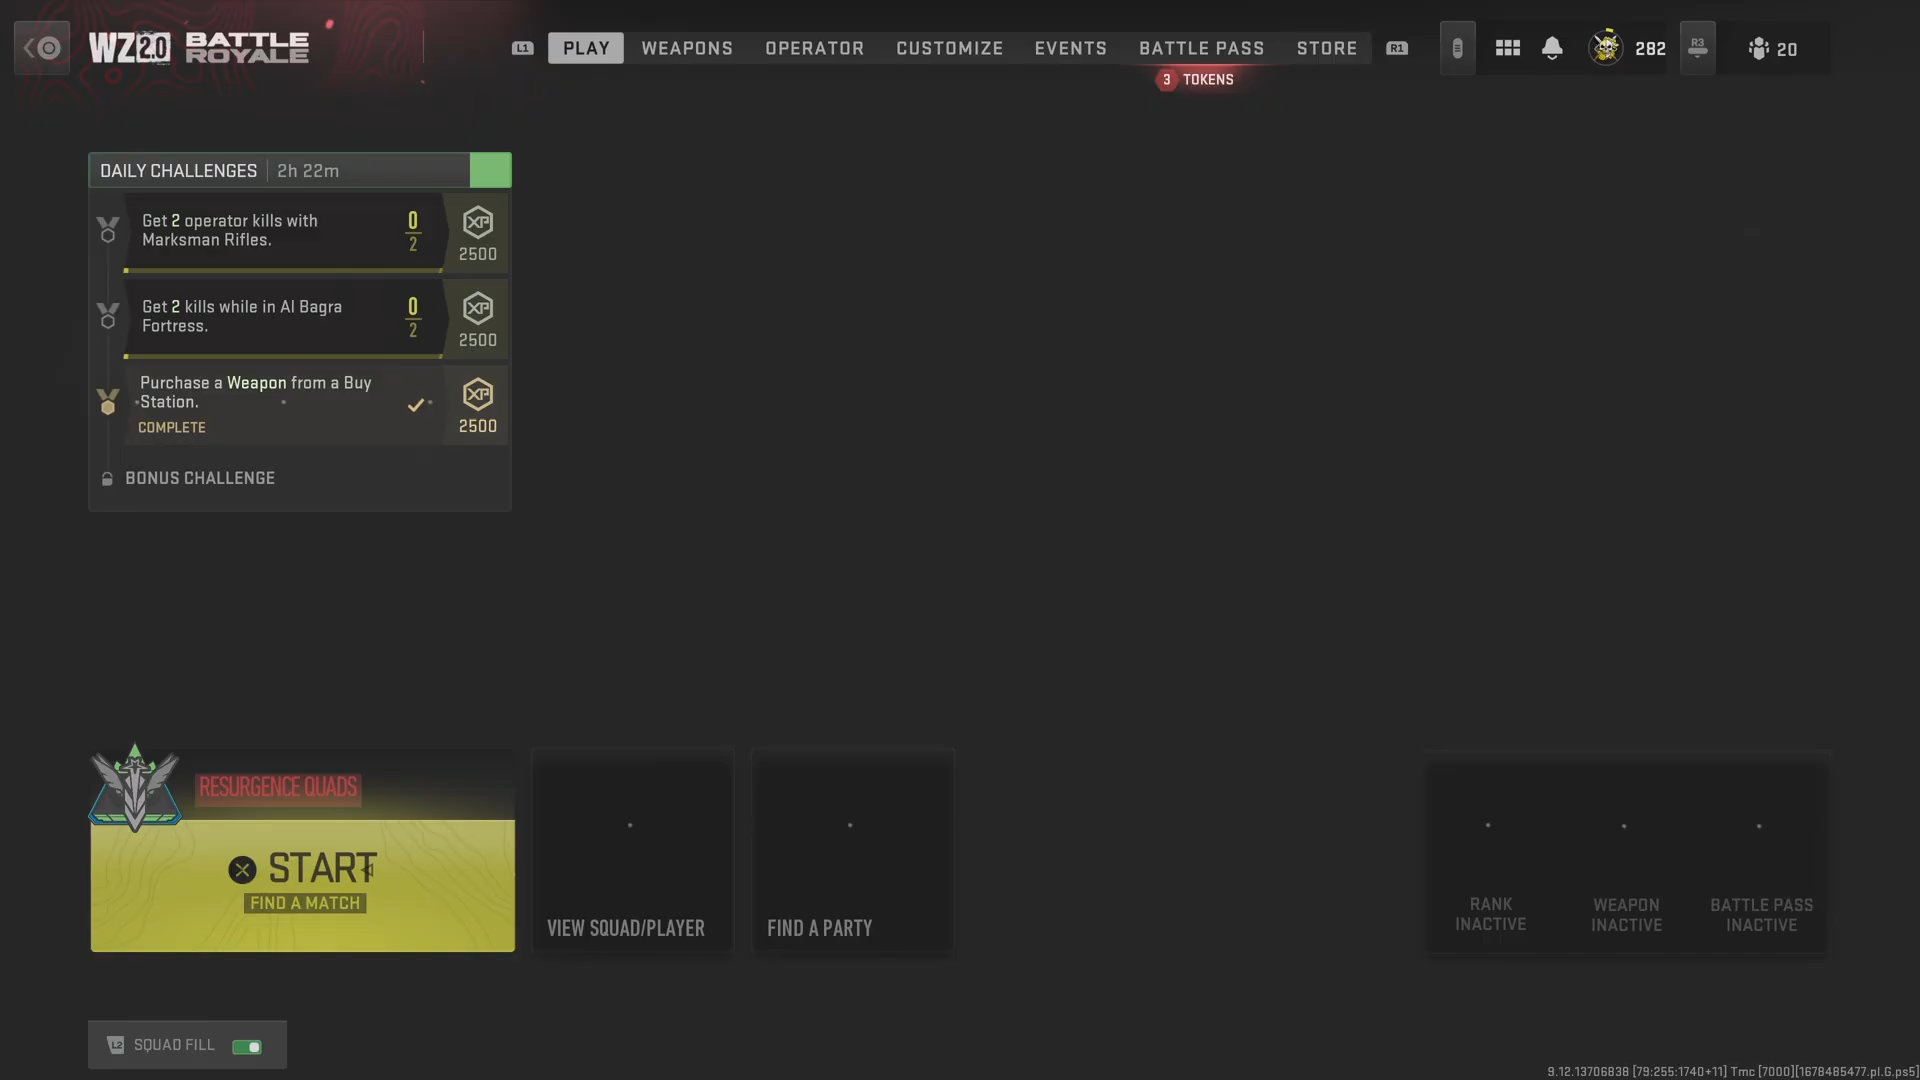 WZ2.0 BATTLE ROYALE
L1 PLAY WEAPONS OPERATOR CUSTOMIZE EVENTS BATTLE PASS STORE R1
282 R3 20
3 TOKENS
DAILY CHALLENGES 2h 22m
Get 2 operator kills with
Marksman Rifles.
0
2
XP
2500
Get 2 kills while in Al Bagra
Fortress.
0
2
XP
2500
Purchase a Weapon from a Buy
Station.
COMPLETE
XP
2500
BONUS CHALLENGE
RESURGENCE QUADS
START
FIND A MATCH
VIEW SQUAD/PLAYER
FIND A PARTY
RANK
INACTIVE
WEAPON
INACTIVE
BATTLE PASS
INACTIVE
L2 SQUAD FILL
9.12.13706838 [79:255:1740+11] Tmc [7000][1678485477.pl.G.ps5]